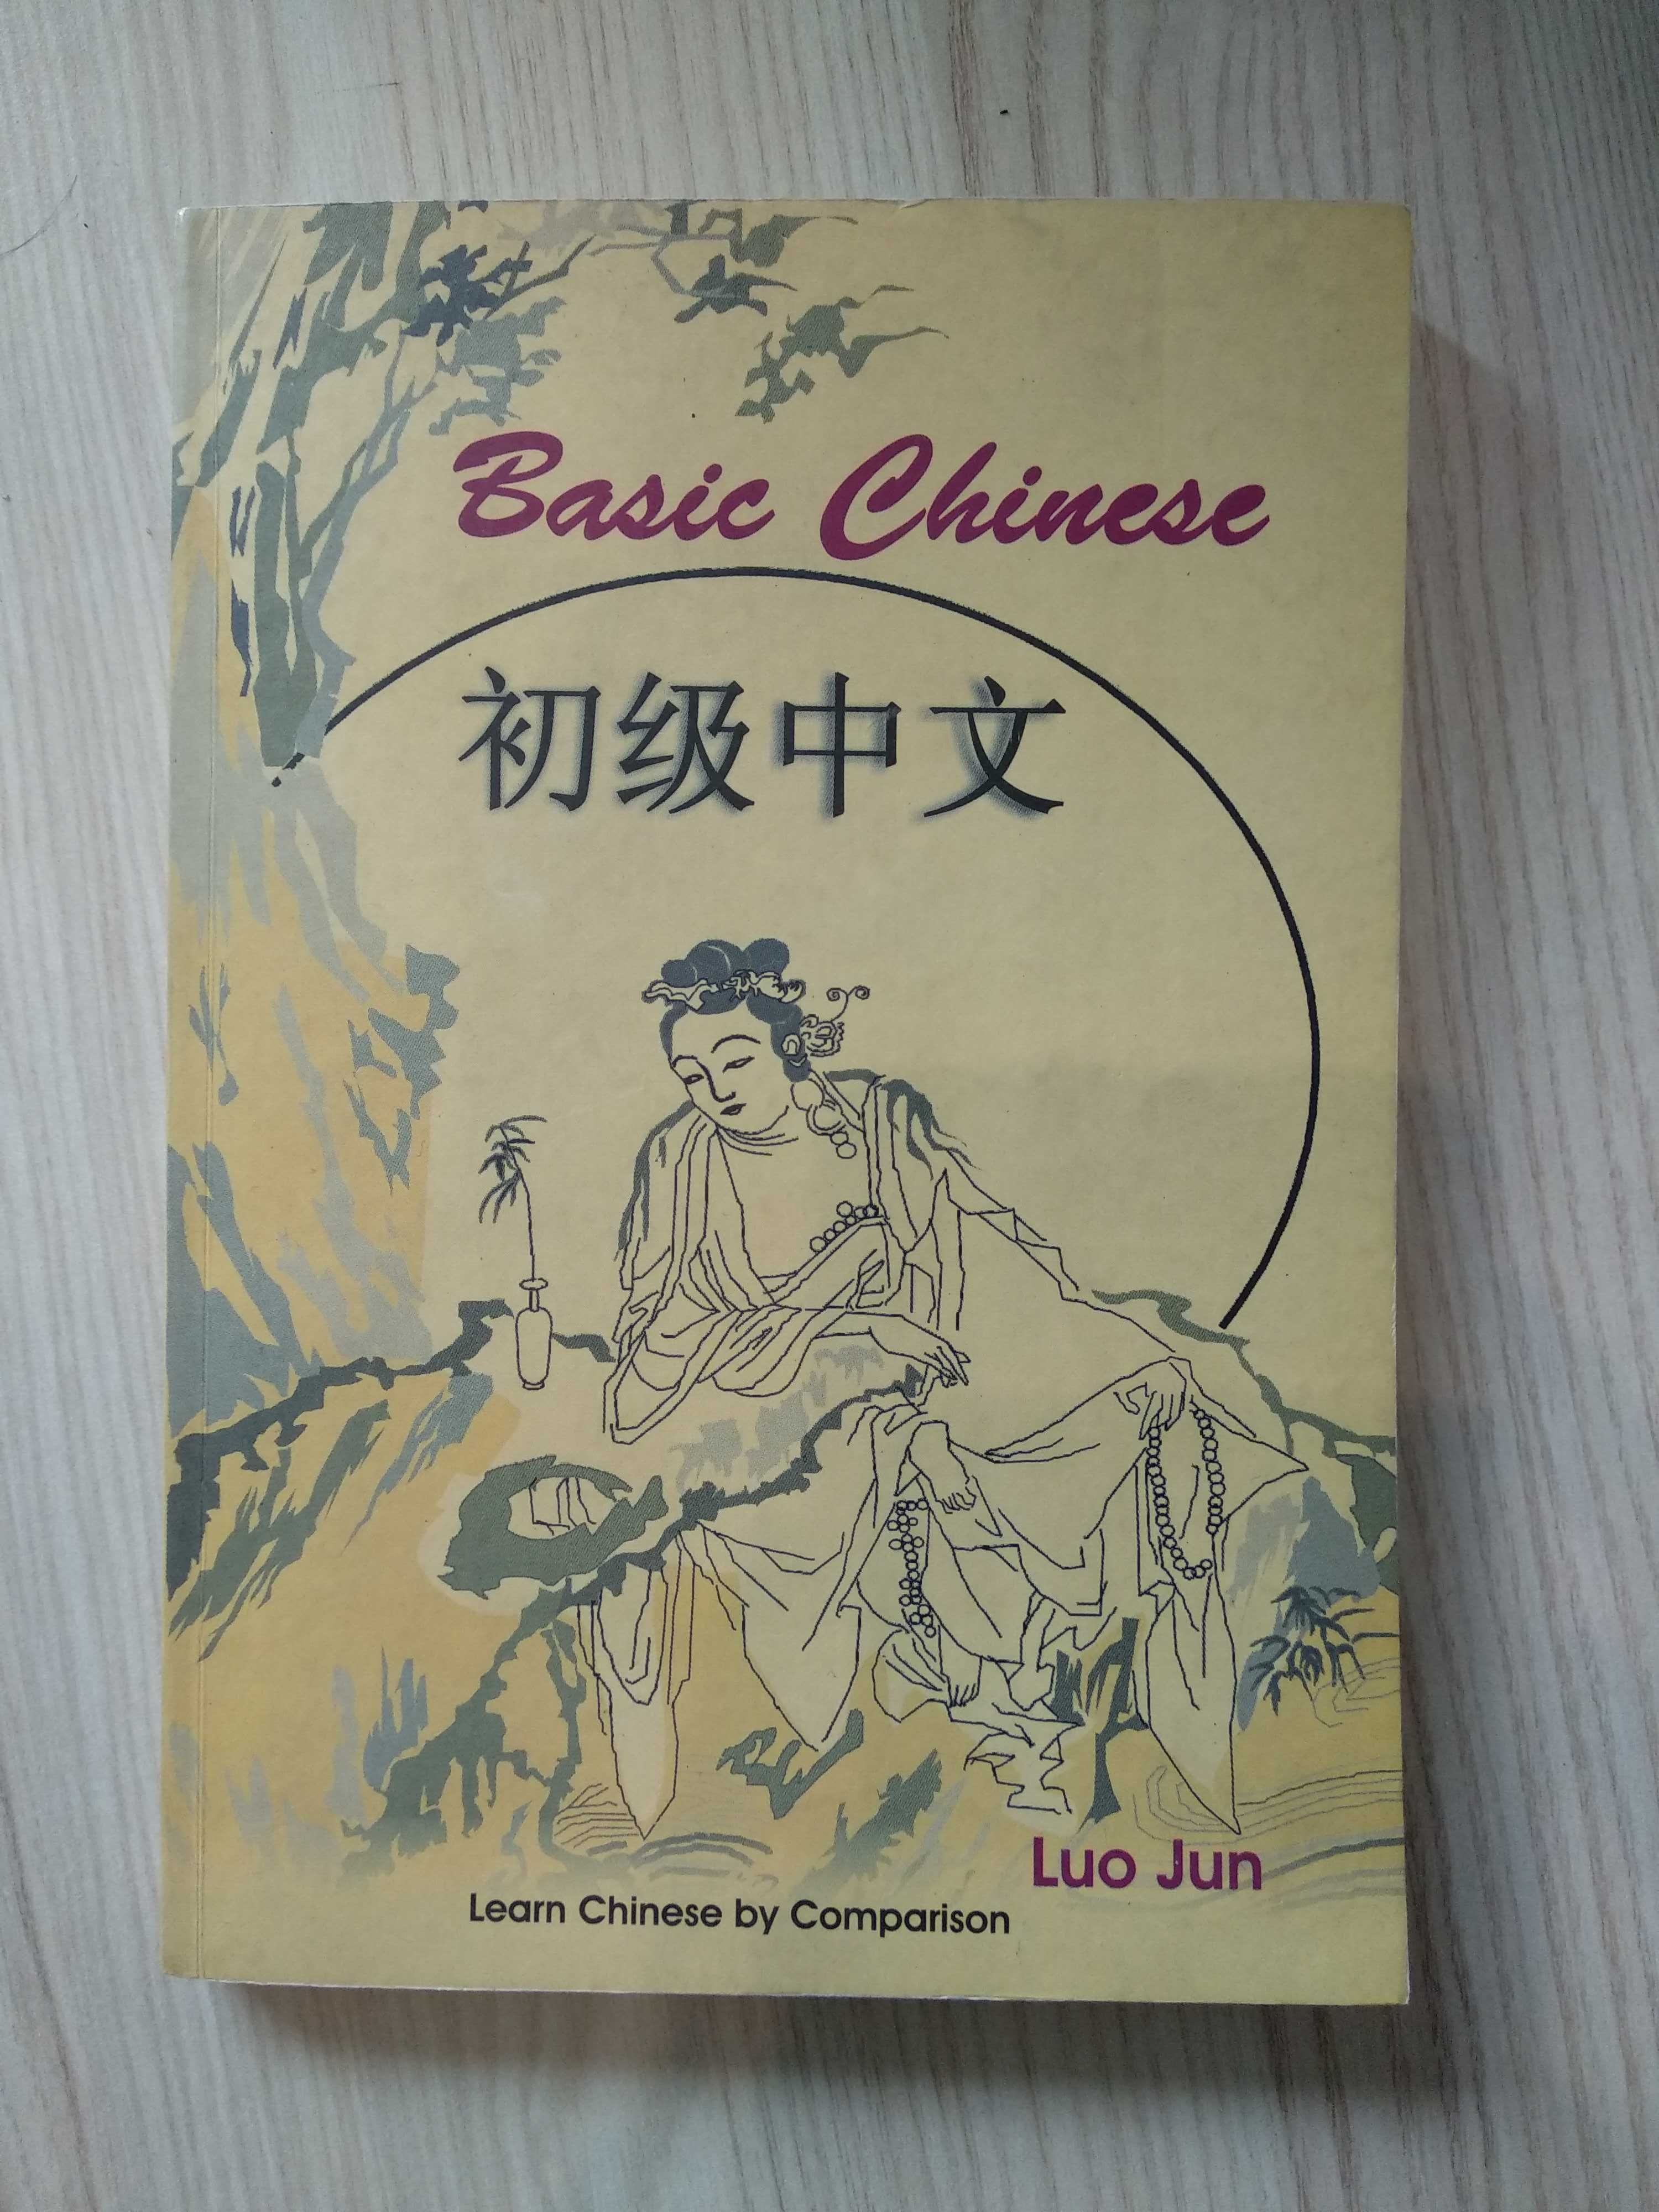 Basic Chinese
初级中文
Luo Jun
Learn Chinese by Comparison